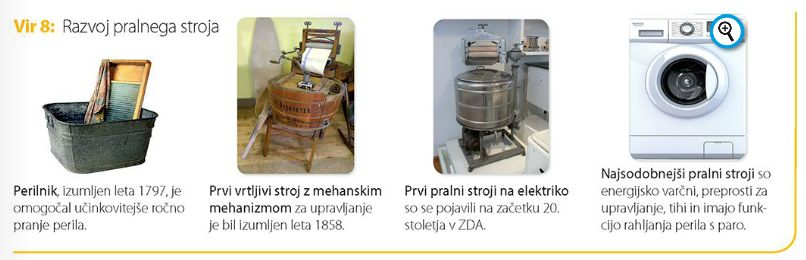 Vir 8: Razvoj pralnega stroja
Perilnik, izumljen leta 1797, je
omogočal učinkovitejše ročno
pranje perila.
Prvi vrtljivi stroj z mehanskim
mehanizmom za upravljanje
je bil izumljen leta 1858.
Prvi pralni stroji na elektriko
so se pojavili na začetku 20.
stoletja v ZDA.
Najsodobnejši pralni stroji so
energijsko varčni, preprosti za
upravljanje, tihi in imajo funk-
cijo rahljanja perila s paro.
Queen